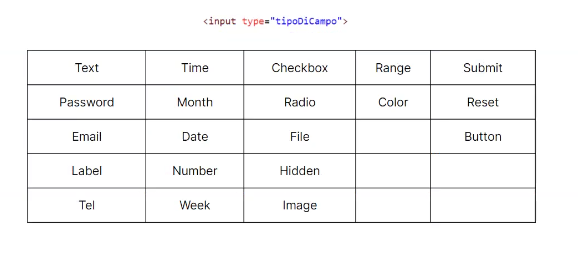 <input type="tipoDiCampo">
Text Time Checkbox Range Submit
Password Month Radio Color Reset
Email Date File Button
Label Number Hidden
Tel Week Image